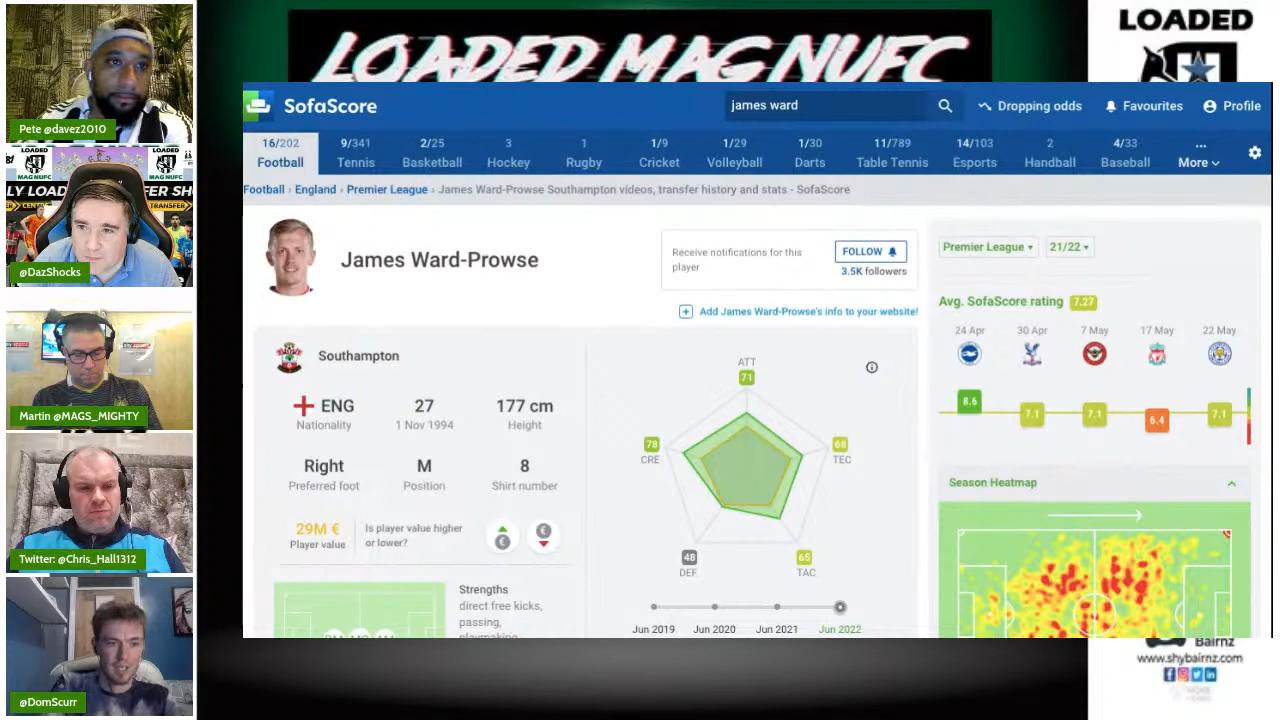 LOADED MAG NUFC
LOADED
Pete @davez2010
LOADED
MAG NUFC
LY LOADED
TRANSFER
@DazShocks
Martin @MAGS_MIGHTY
Twitter: @Chris_Hall1312
@DomScurr
SofaScore
james ward
Dropping odds
Favourites
Profile
16/202 9/341 2/25 3 1 1/9 1/29 1/30 11/789 14/103 2 4/33 ...
Football Tennis Basketball Hockey Rugby Cricket Volleyball Darts Table Tennis Esports Handball Baseball More
Football › England › Premier League › James Ward-Prowse Southampton videos, transfer history and stats - SofaScore
James Ward-Prowse
Receive notifications for this
player
FOLLOW
3.5K followers
+ Add James Ward-Prowse's info to your website!
Southampton
ENG 27 177 cm
Nationality 1 Nov 1994 Height
Right M 8
Preferred foot Position Shirt number
29M €
Player value
Is player value higher
or lower?
Strengths
direct free kicks,
passing,
playmaking
ATT
71
78
CRE
68
TEC
48
DEF
65
TAC
Jun 2019 Jun 2020 Jun 2021 Jun 2022
Premier League 21/22
Avg. SofaScore rating 7.27
24 Apr 30 Apr 7 May 17 May 22 May
8.6 7.1 7.1 6.4 7.1
Season Heatmap
Bairnz
www.shybairnz.com